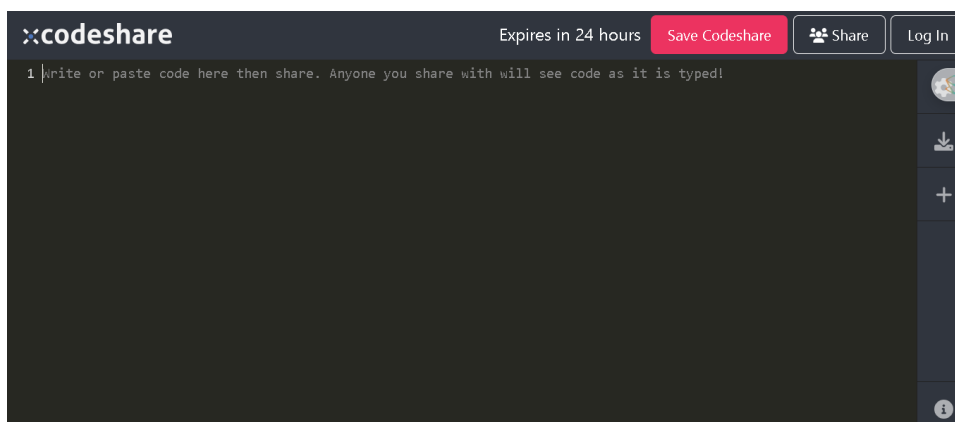 codeshare Expires in 24 hours Save Codeshare Share Log In
1 Write or paste code here then share. Anyone you share with will see code as it is typed!